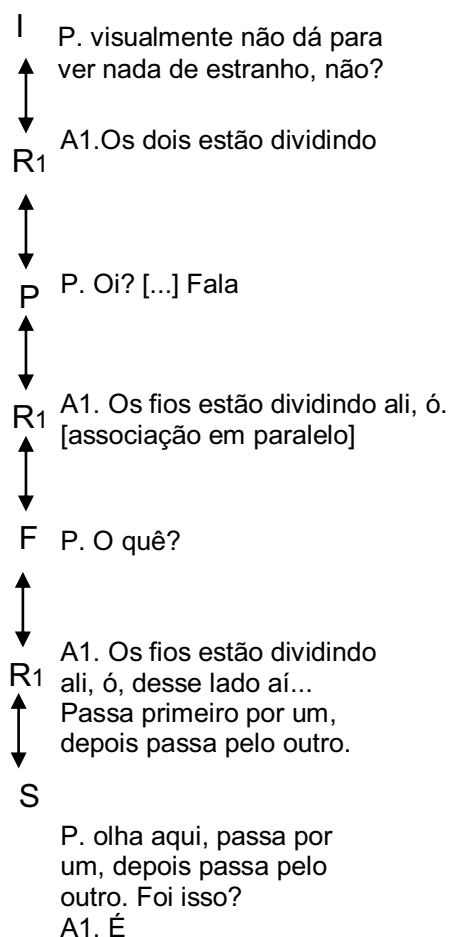 I
P. visualmente não dá para
ver nada de estranho, não?
A1.Os dois estão dividindo
R1
P. Oi? [...] Fala
P
A1. Os fios estão dividindo ali, ó.
R1
[associação em paralelo]
F
P. O quê?
A1. Os fios estão dividindo
R1
ali, ó, desse lado aí...
Passa primeiro por um,
depois passa pelo outro.
S
P. olha aqui, passa por
um, depois passa pelo
outro. Foi isso?
A1. É